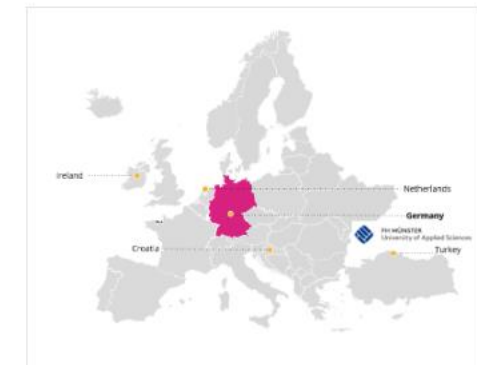 Ireland
Netherlands
Germany
FH MÜNSTER
University of Applied Sciences
Croatia
Turkey